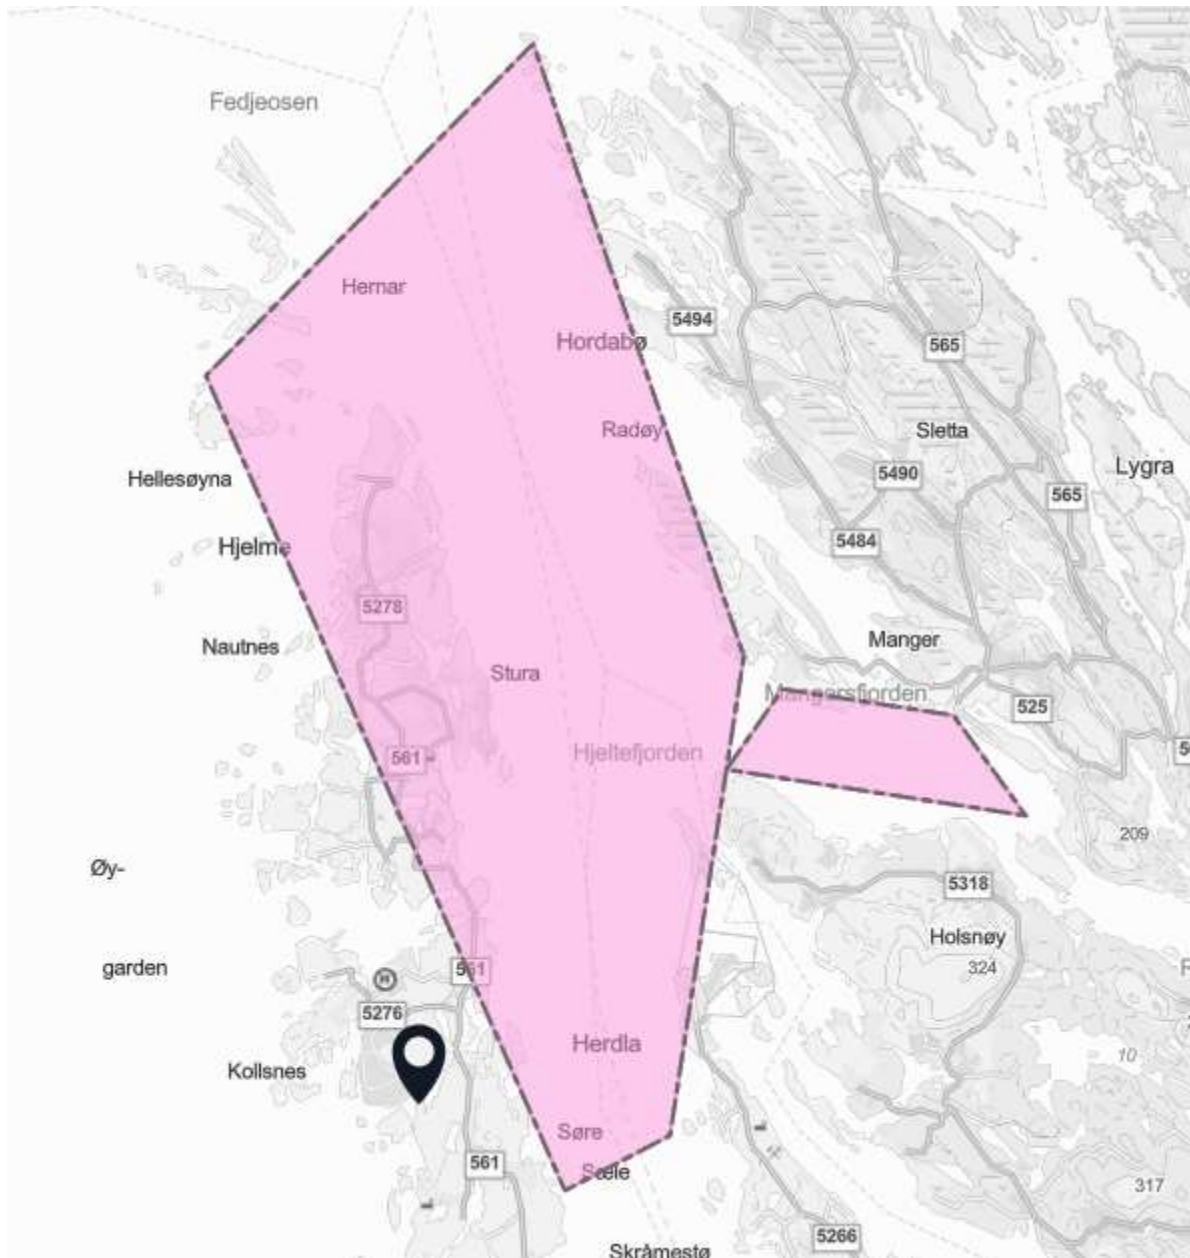 Fedjeosen
Hernar
5494
Hordabø
565
Radøy
Sletta
Lygra
Hellesøyna
5490
565
Hjelme
5484
5278
Manger
Nautnes
Stura
Mangersfjorden
525
Hjeltefjorden
561
209
Øy-
5318
Holsnøy
garden
561
324
5276
Herdla
10
Kollsnes
Søre
561
Sæle
317
5266
Skråmestø